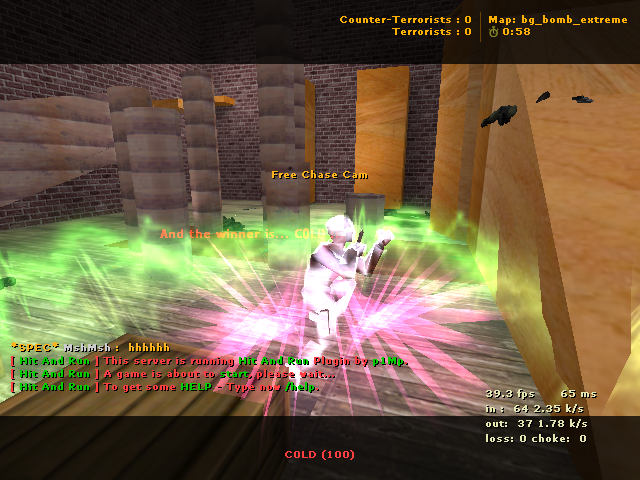 Counter-Terrorists : 0
Terrorists : 0
Map: bg_bomb_extreme
0:58
Free Chase Cam
And the winner is... COLD
*SPEC* MshMsh : hhhhhh
[ Hit And Run ] This server is running Hit And Run Plugin by p1Mp.
[ Hit And Run ] A game is about to start, please wait...
[ Hit And Run ] To get some HELP - Type now /help.
39.3 fps 65 ms
in : 64 2.35 k/s
out: 37 1.78 k/s
loss: 0 choke: 0
COLD (100)